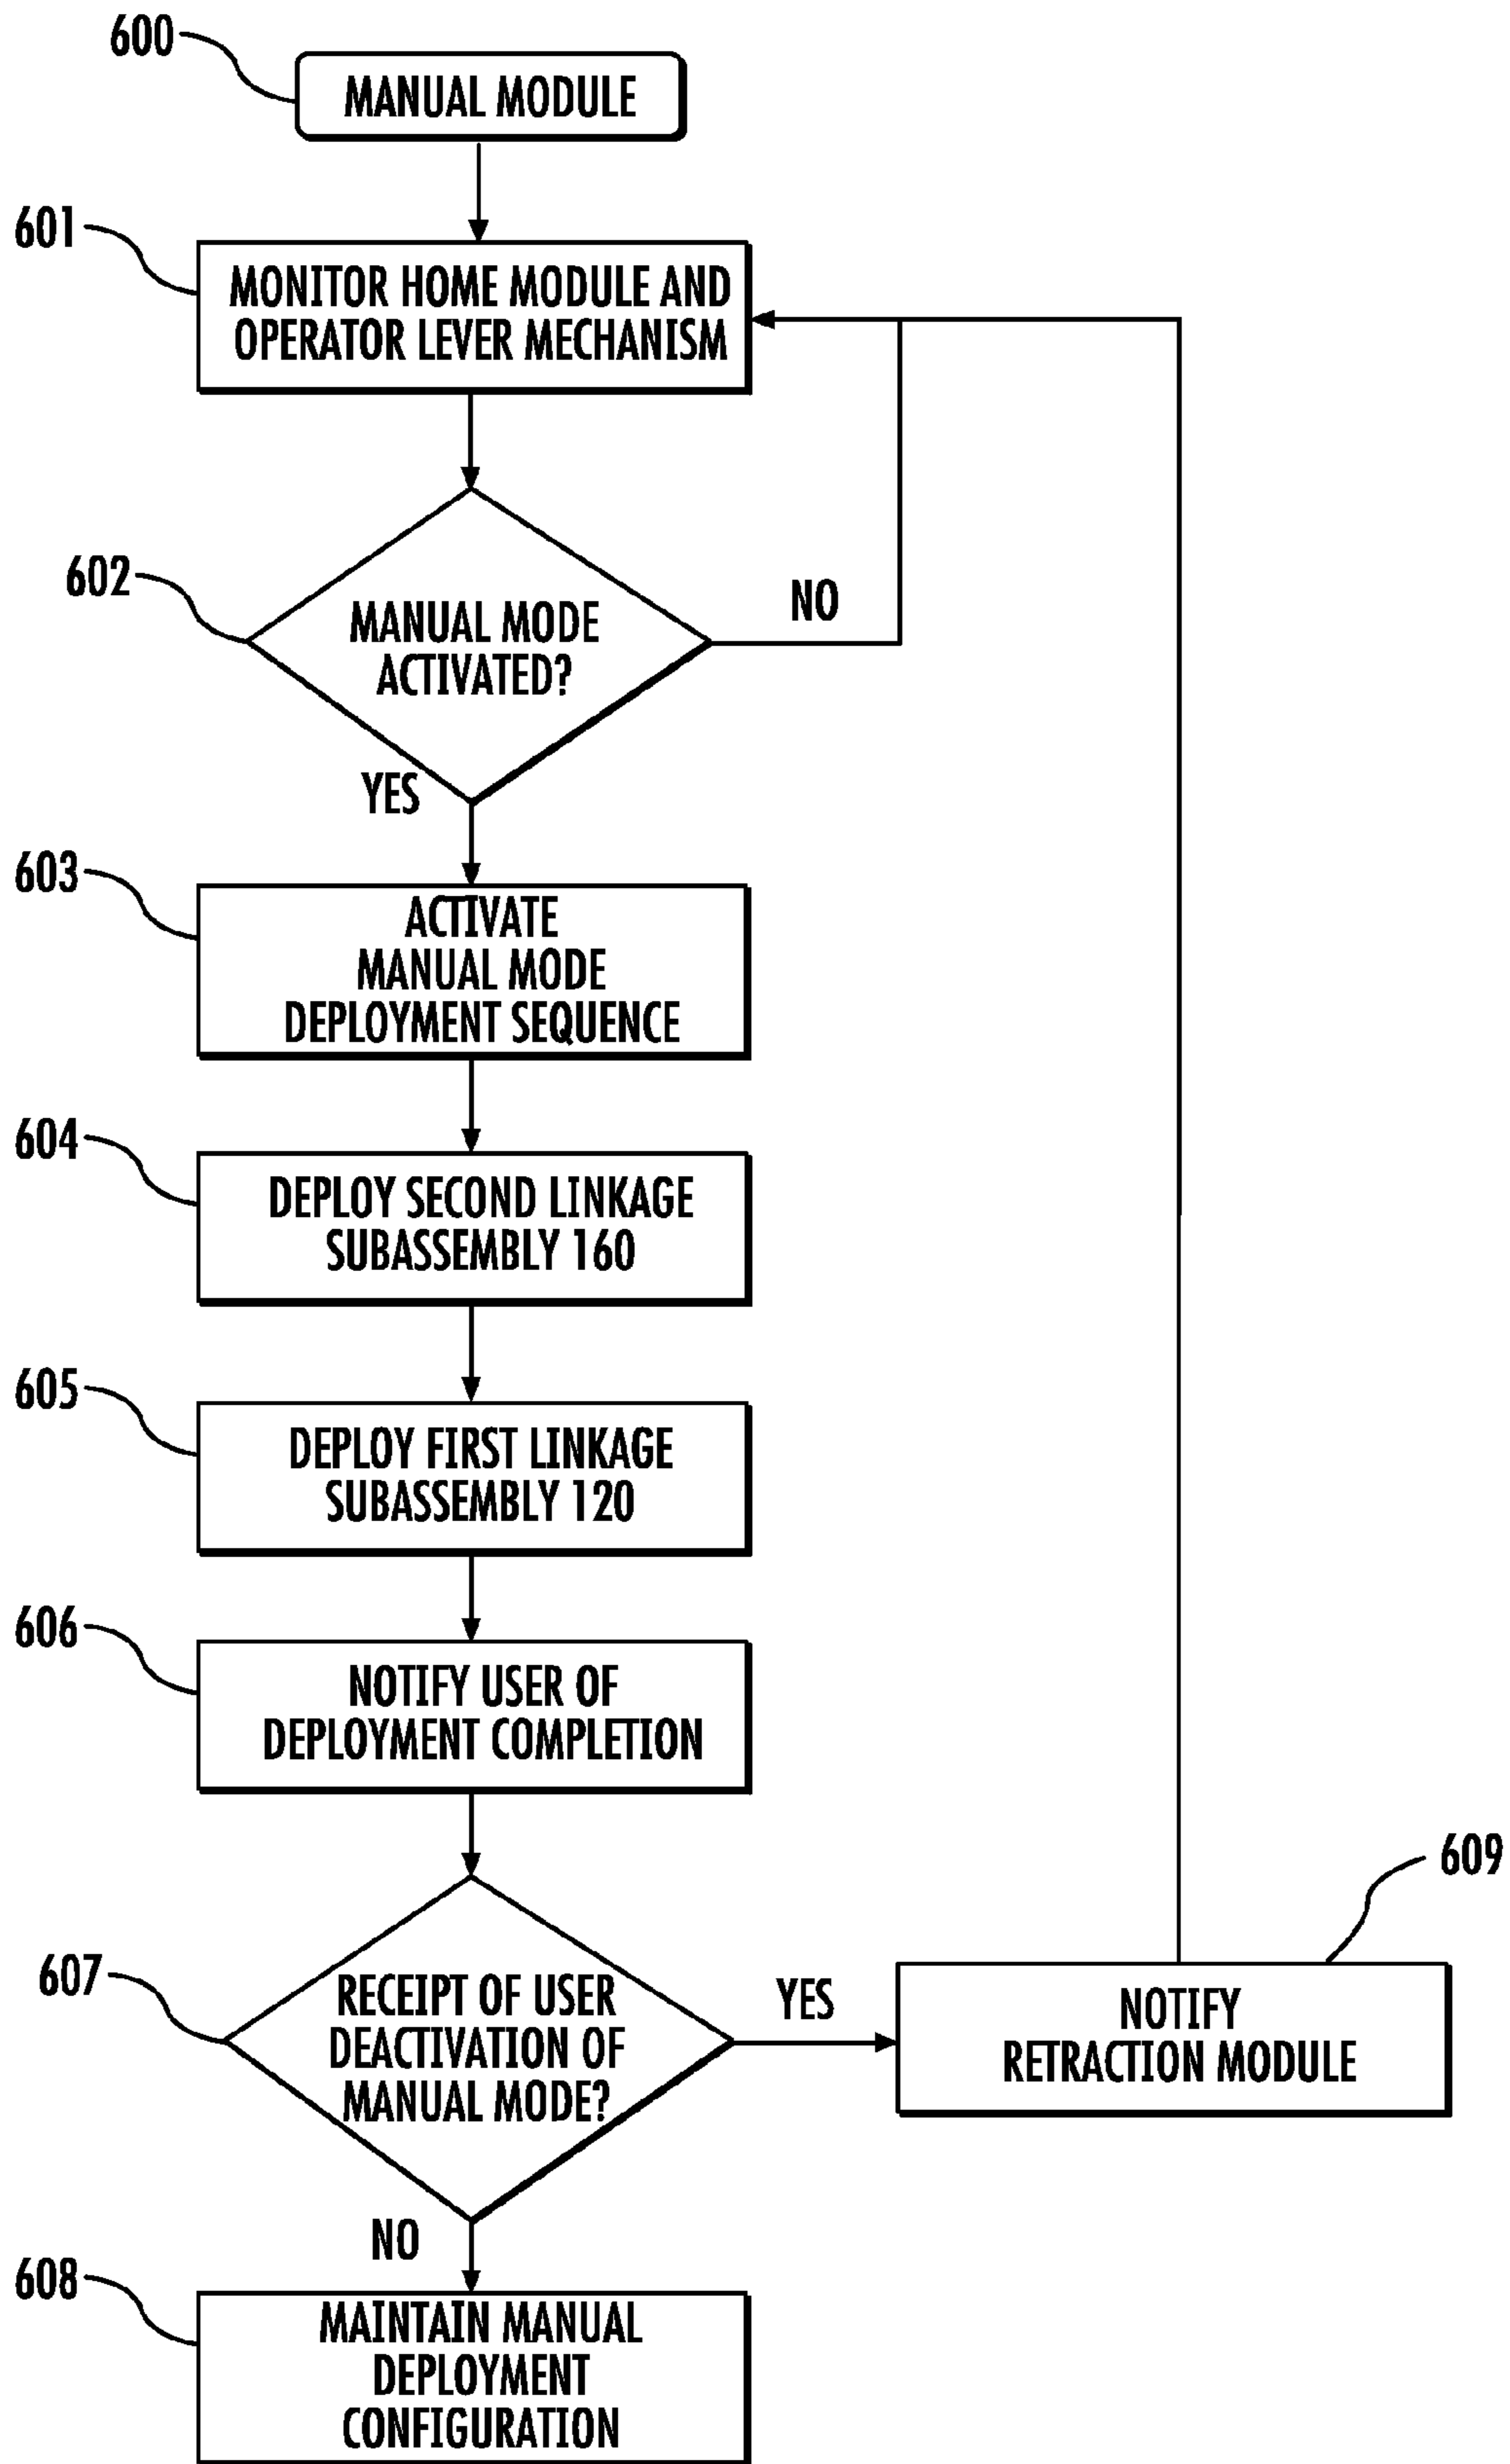 600
MANUAL MODULE
601
MONITOR HOME MODULE AND
OPERATOR LEVER MECHANISM
602
MANUAL MODE
ACTIVATED?
NO
YES
603
ACTIVATE
MANUAL MODE
DEPLOYMENT SEQUENCE
604
DEPLOY SECOND LINKAGE
SUBASSEMBLY 160
605
DEPLOY FIRST LINKAGE
SUBASSEMBLY 120
606
NOTIFY USER OF
DEPLOYMENT COMPLETION
607
RECEIPT OF USER
DEACTIVATION OF
MANUAL MODE?
YES
609
NOTIFY
RETRACTION MODULE
NO
608
MAINTAIN MANUAL
DEPLOYMENT
CONFIGURATION